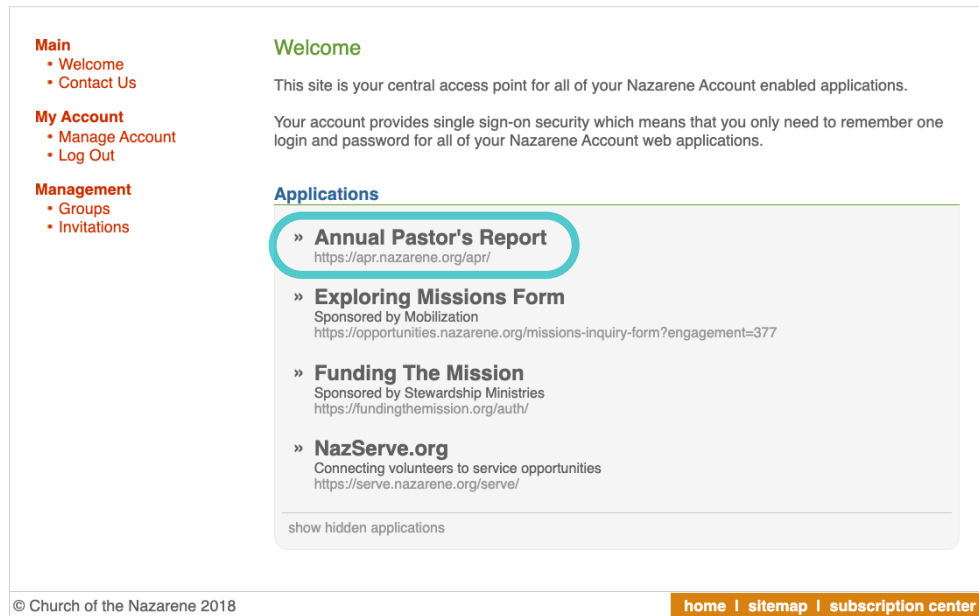 Main
• Welcome
• Contact Us
My Account
• Manage Account
• Log Out
Management
• Groups
• Invitations
Welcome
This site is your central access point for all of your Nazarene Account enabled applications.
Your account provides single sign-on security which means that you only need to remember one
login and password for all of your Nazarene Account web applications.
Applications
» Annual Pastor's Report
https://apr.nazarene.org/apr/
» Exploring Missions Form
Sponsored by Mobilization
https://opportunities.nazarene.org/missions-inquiry-form?engagement=377
» Funding The Mission
Sponsored by Stewardship Ministries
https://fundingthemission.org/auth/
» NazServe.org
Connecting volunteers to service opportunities
https://serve.nazarene.org/serve/
show hidden applications
© Church of the Nazarene 2018
home | sitemap | subscription center